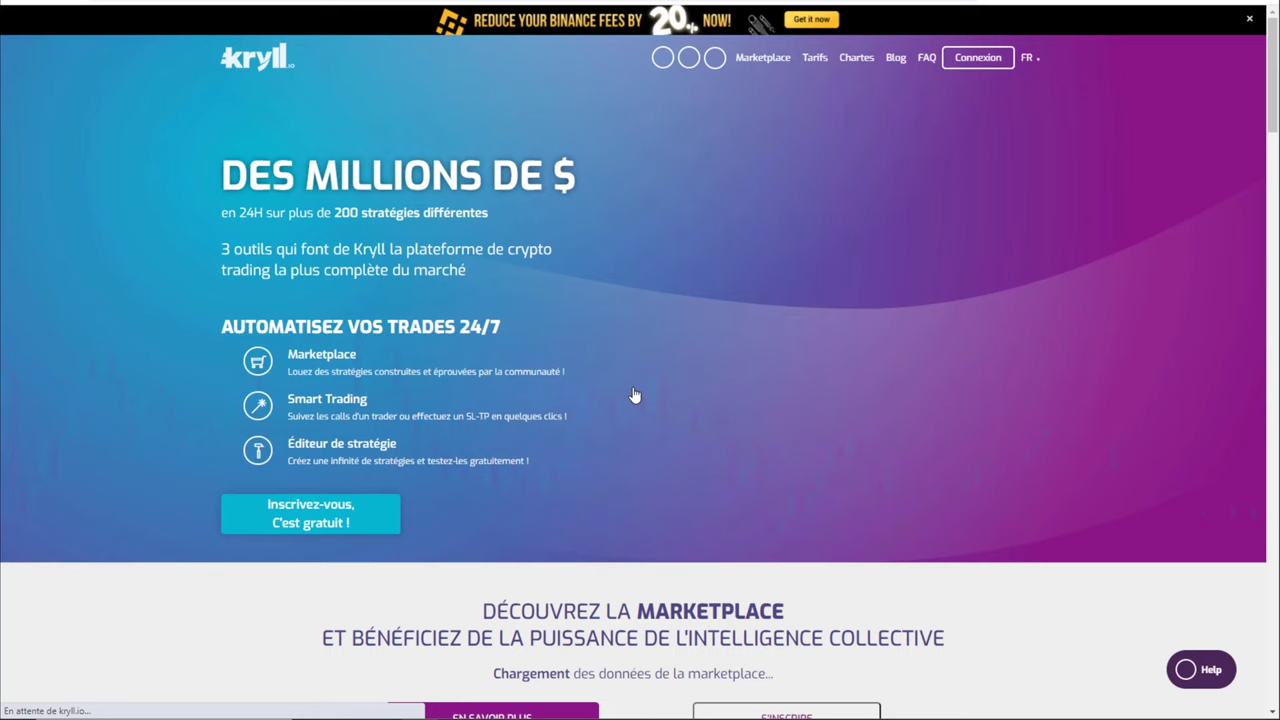 REDUCE YOUR BINANCE FEES BY 20% NOW!
Get it now
kryll.io
Marketplace
Tarifs
Chartes
Blog
FAQ
Connexion
FR
DES MILLIONS DE $
en 24H sur plus de 200 stratégies différentes
3 outils qui font de Kryll la plateforme de crypto
trading la plus complète du marché
AUTOMATISEZ VOS TRADES 24/7
Marketplace
Louez des stratégies construites et éprouvées par la communauté !
Smart Trading
Suivez les calls d'un trader ou effectuez un SL-TP en quelques clics !
Éditeur de stratégie
Créez une infinité de stratégies et testez-les gratuitement !
Inscrivez-vous,
C'est gratuit !
DÉCOUVREZ LA MARKETPLACE
ET BÉNÉFICIEZ DE LA PUISSANCE DE L'INTELLIGENCE COLLECTIVE
Chargement des données de la marketplace...
Help
En attente de kryll.io...
EN SAVOIR PLUS
S'INSCRIRE